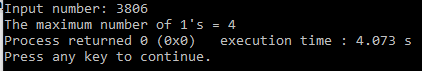 Input number: 3806
The maximum number of 1's = 4
Process returned 0 (0x0)   execution time : 4.073 s
Press any key to continue.